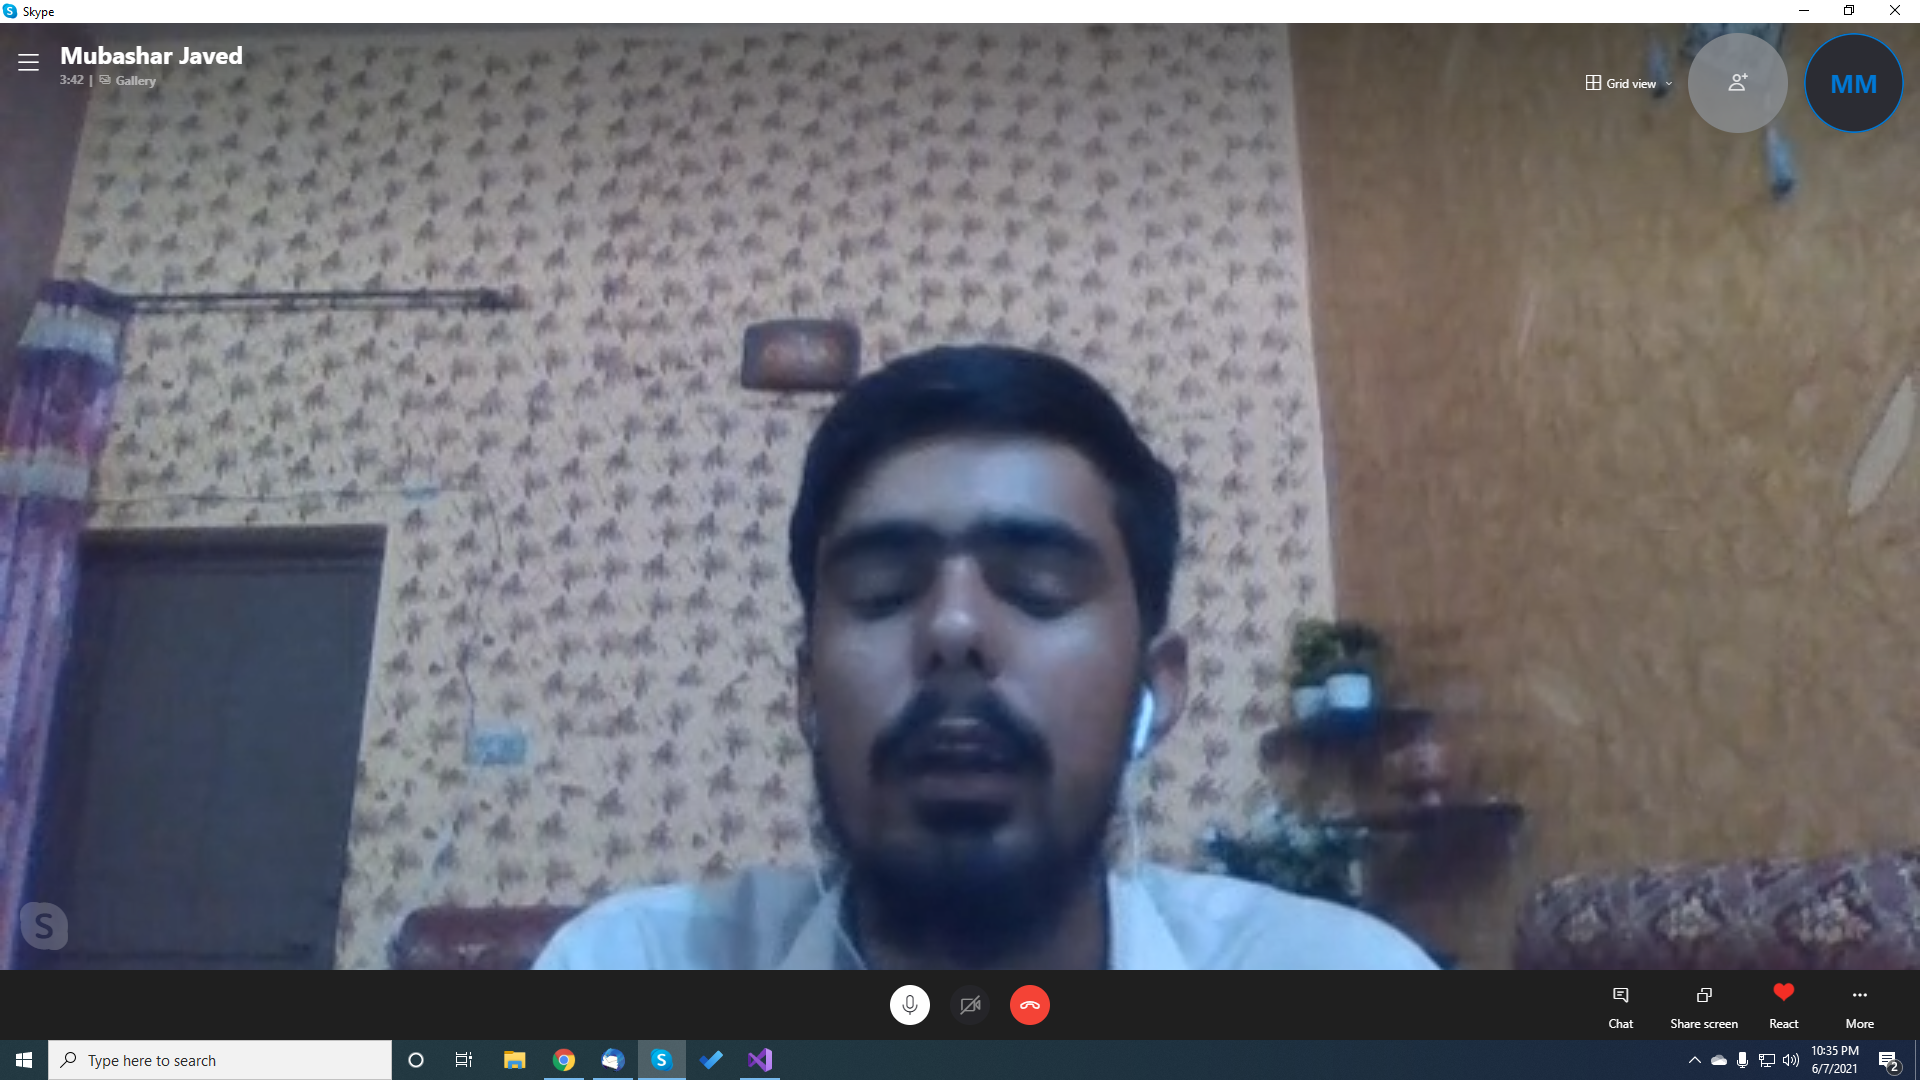 Skype
Mubashar Javed
3:42 | Gallery
Grid view
MM
S
Chat
Share screen
React
More
Type here to search
S
10:35 PM
6/7/2021
2